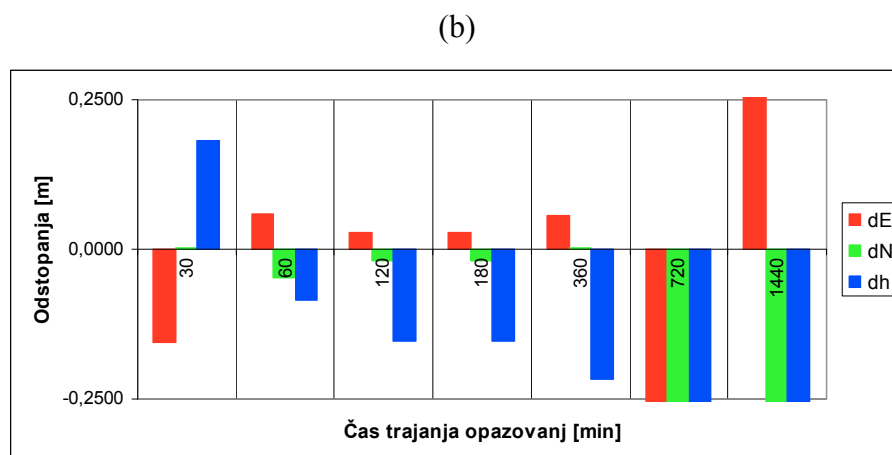 (b)
0,2500
0,0000
-0,2500
Odstopanja [m]
30
60
120
180
360
720
1440
Čas trajanja opazovanj [min]
dE
dN
dh